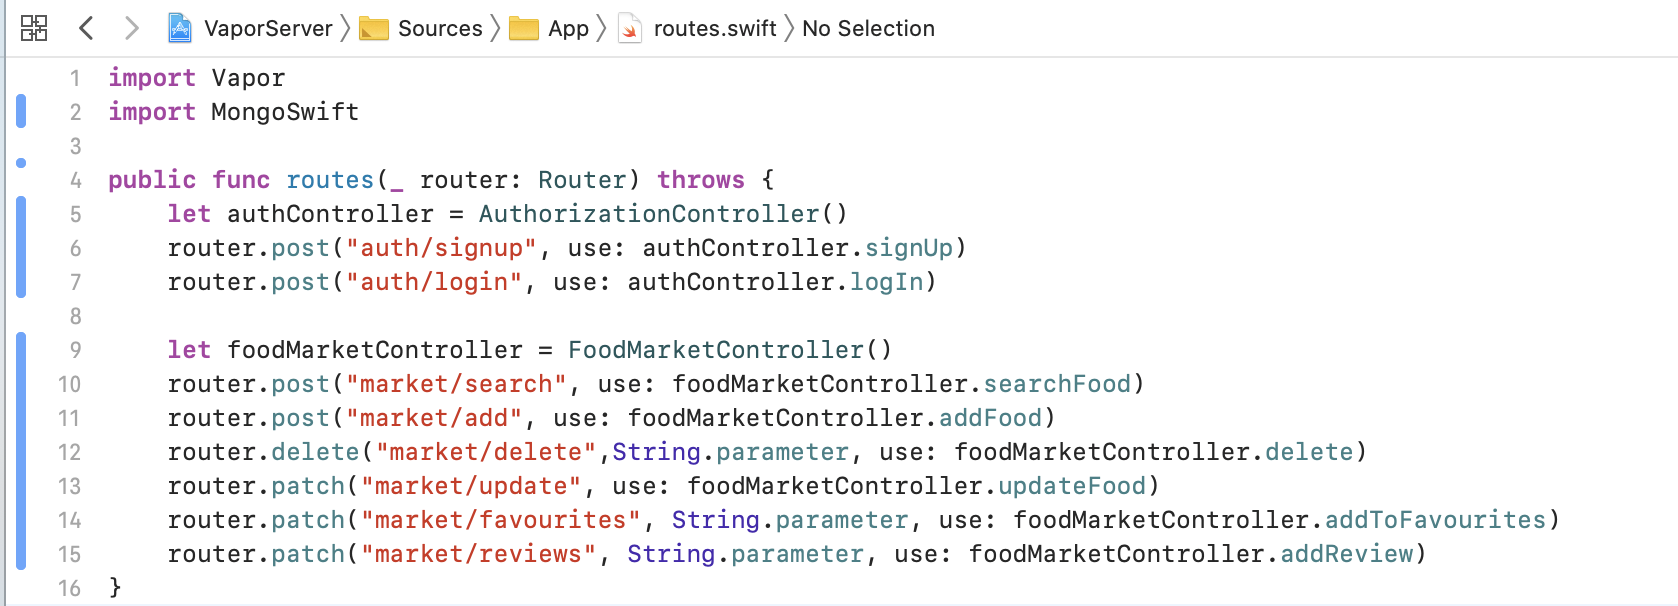 VaporServer Sources App routes.swift No Selection
1 import Vapor
2 import MongoSwift
3
4 public func routes(_ router: Router) throws {
5     let authController = AuthorizationController()
6     router.post("auth/signup", use: authController.signUp)
7     router.post("auth/login", use: authController.logIn)
8
9     let foodMarketController = FoodMarketController()
10     router.post("market/search", use: foodMarketController.searchFood)
11     router.post("market/add", use: foodMarketController.addFood)
12     router.delete("market/delete",String.parameter, use: foodMarketController.delete)
13     router.patch("market/update", use: foodMarketController.updateFood)
14     router.patch("market/favourites", String.parameter, use: foodMarketController.addToFavourites)
15     router.patch("market/reviews", String.parameter, use: foodMarketController.addReview)
16 }